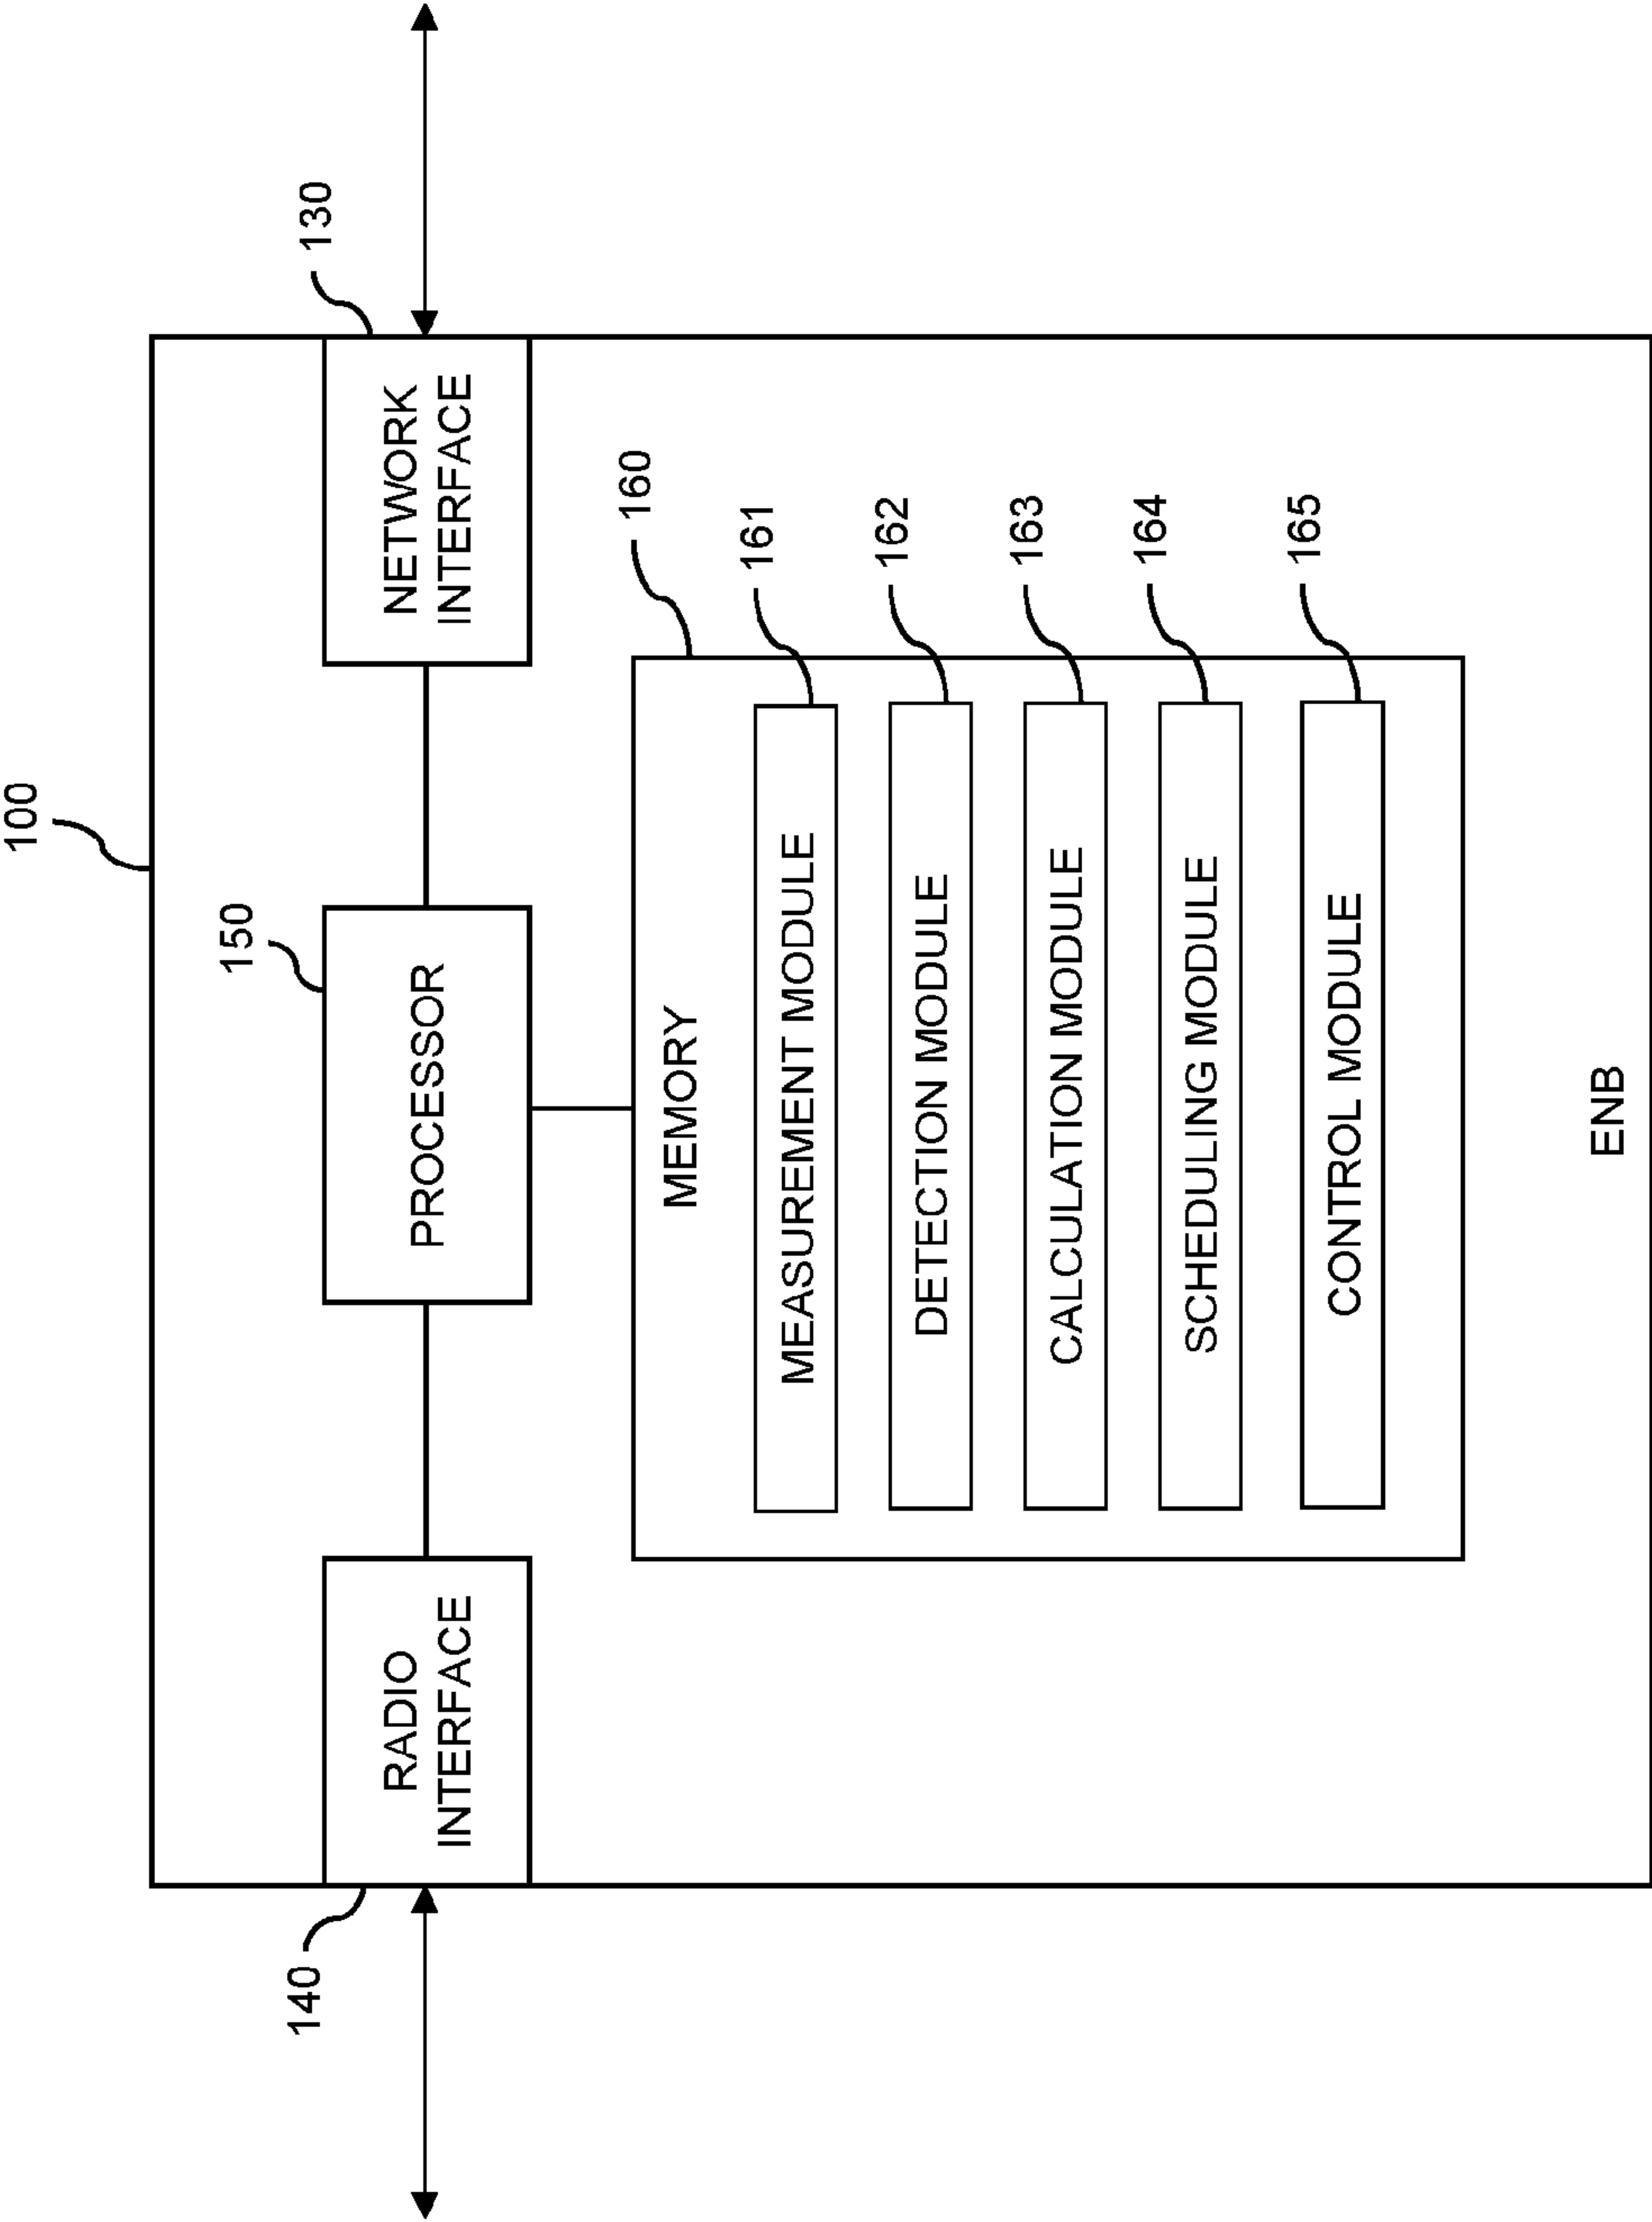 100
150
130
140
RADIO
INTERFACE
PROCESSOR
NETWORK
INTERFACE
160
MEMORY
161
MEASUREMENT MODULE
162
DETECTION MODULE
163
CALCULATION MODULE
164
SCHEDULING MODULE
165
CONTROL MODULE
ENB